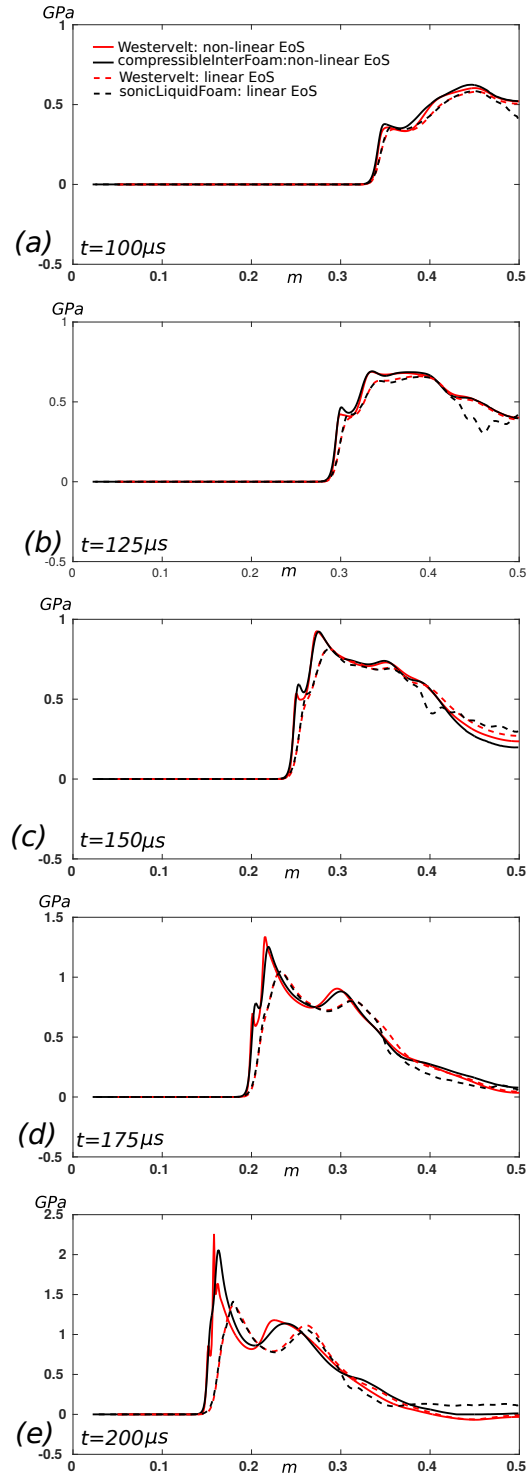 GPa
1
Westervelt: non-linear EoS
compressibleInterFoam:non-linear EoS
Westervelt: linear EoS
sonicLiquidFoam: linear EoS
0.5
0
(a)
t=100μs
-0.5
0 0.1 0.2 m 0.3 0.4 0.5
GPa
1
0.5
0
(b)
t=125μs
-0.5
0 0.1 0.2 m 0.3 0.4 0.5
GPa
1
0.5
0
(c)
t=150μs
-0.5
0 0.1 0.2 m 0.3 0.4 0.5
GPa
1.5
1
0.5
0
(d)
t=175μs
-0.5
0 0.1 0.2 m 0.3 0.4 0.5
GPa
2.5
2
1.5
1
0.5
0
(e)
t=200μs
-0.5
0 0.1 0.2 m 0.3 0.4 0.5